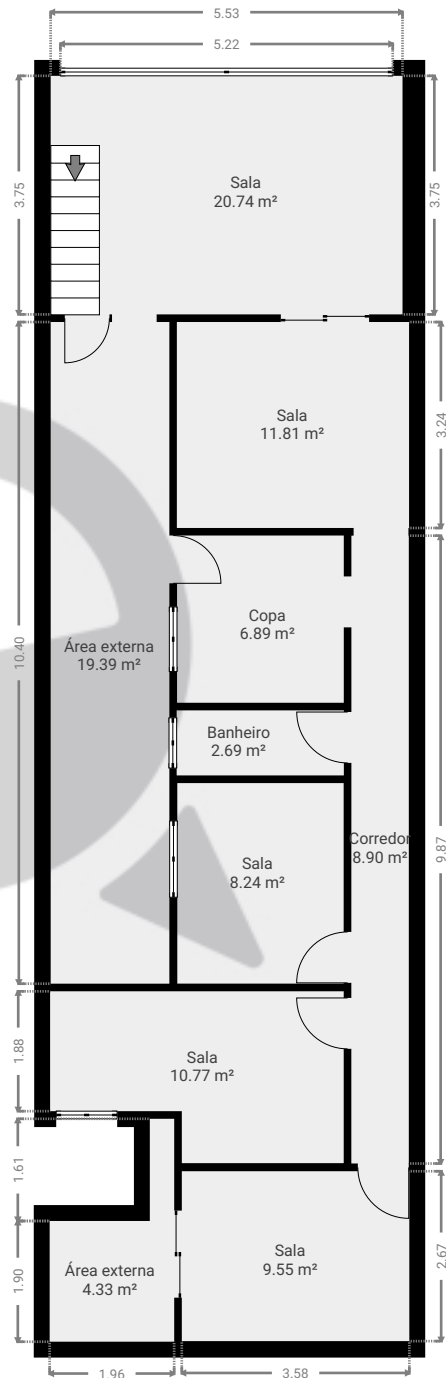 5.53
5.22
3.75
3.75
Sala
20.74 m²
Sala
11.81 m²
3.24
10.40
Copa
6.89 m²
Área externa
19.39 m²
Banheiro
2.69 m²
Corredor
8.90 m²
9.87
Sala
8.24 m²
1.88
Sala
10.77 m²
1.61
Sala
9.55 m²
2.67
Área externa
4.33 m²
1.90
1.96
3.58